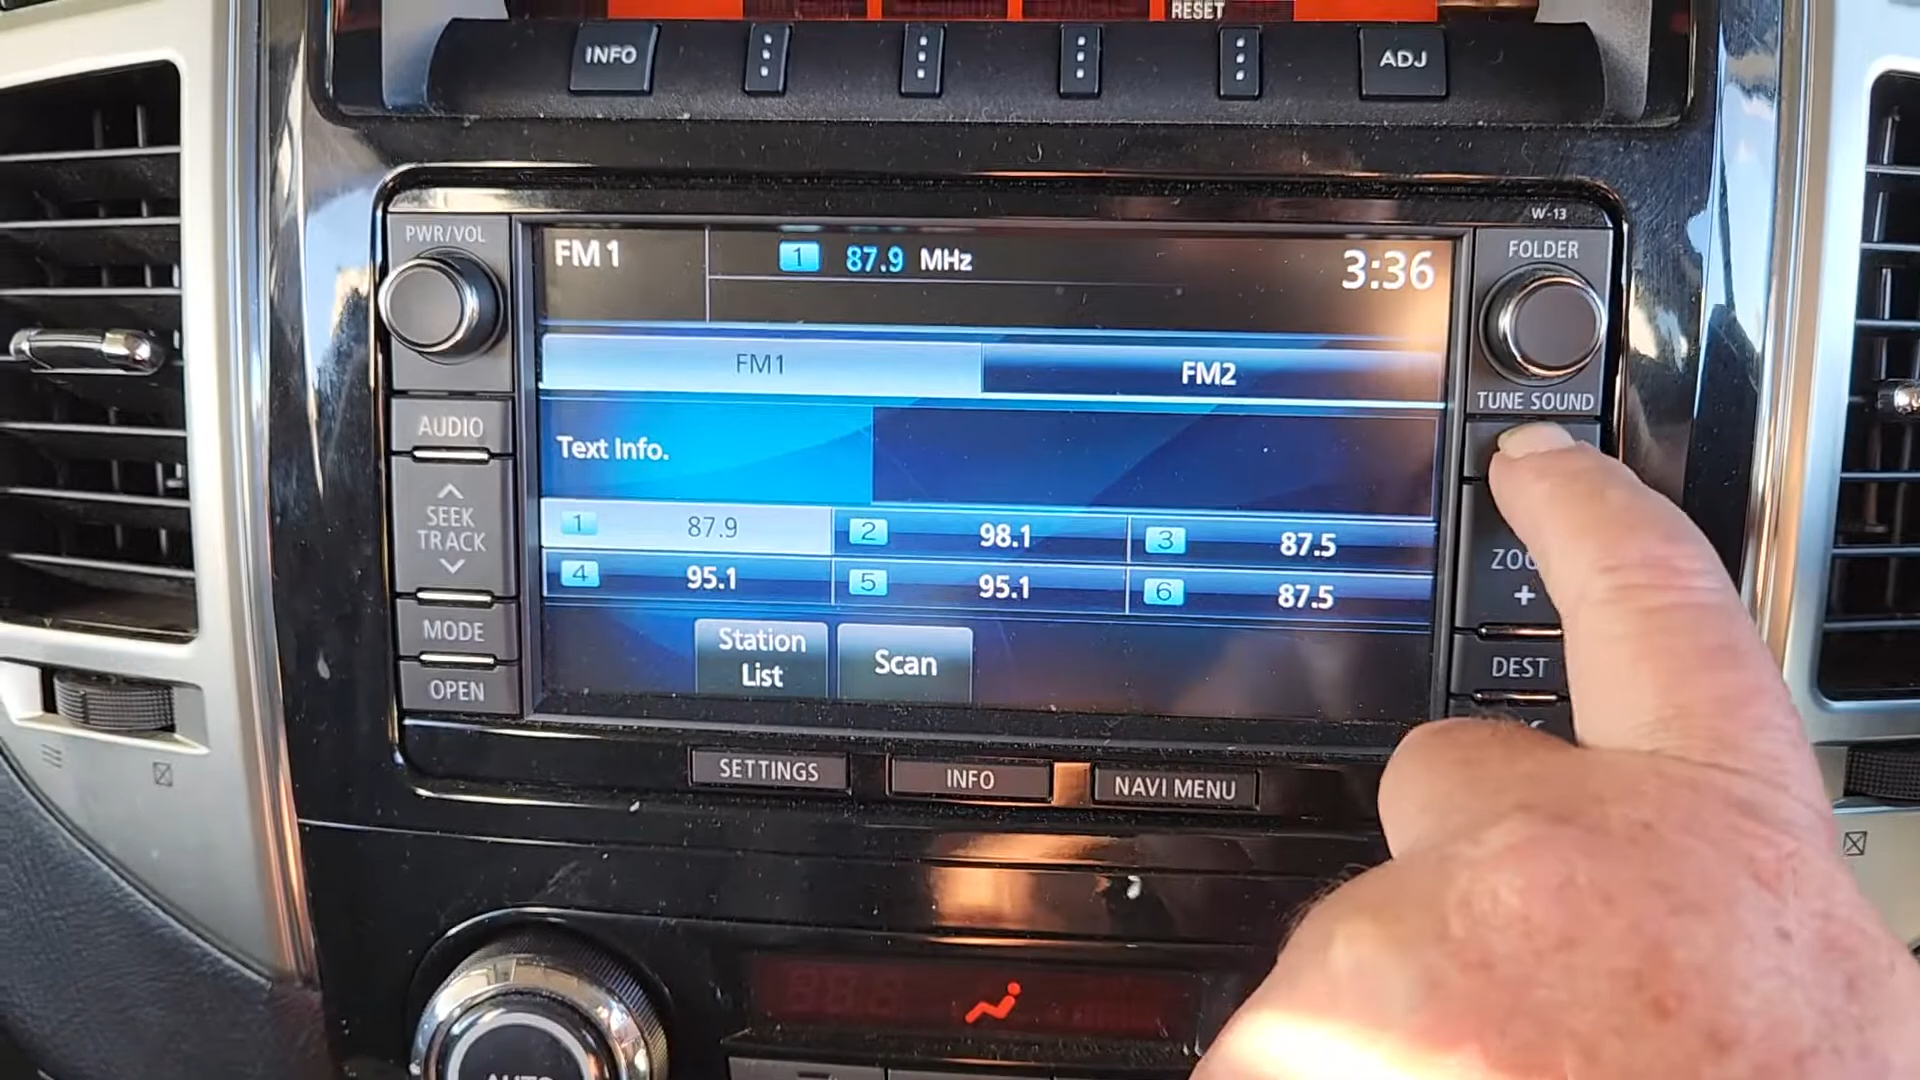 RESET
INFO
ADJ
W-13
PWR/VOL
FOLDER
FM 1
1 87.9 MHz
3:36
FM1
FM2
TUNE SOUND
AUDIO
Text Info.
SEEK
TRACK
1 87.9
2 98.1
3 87.5
4 95.1
5 95.1
6 87.5
+
MODE
Station
List
Scan
DEST
OPEN
SETTINGS
INFO
NAVI MENU
AUTO